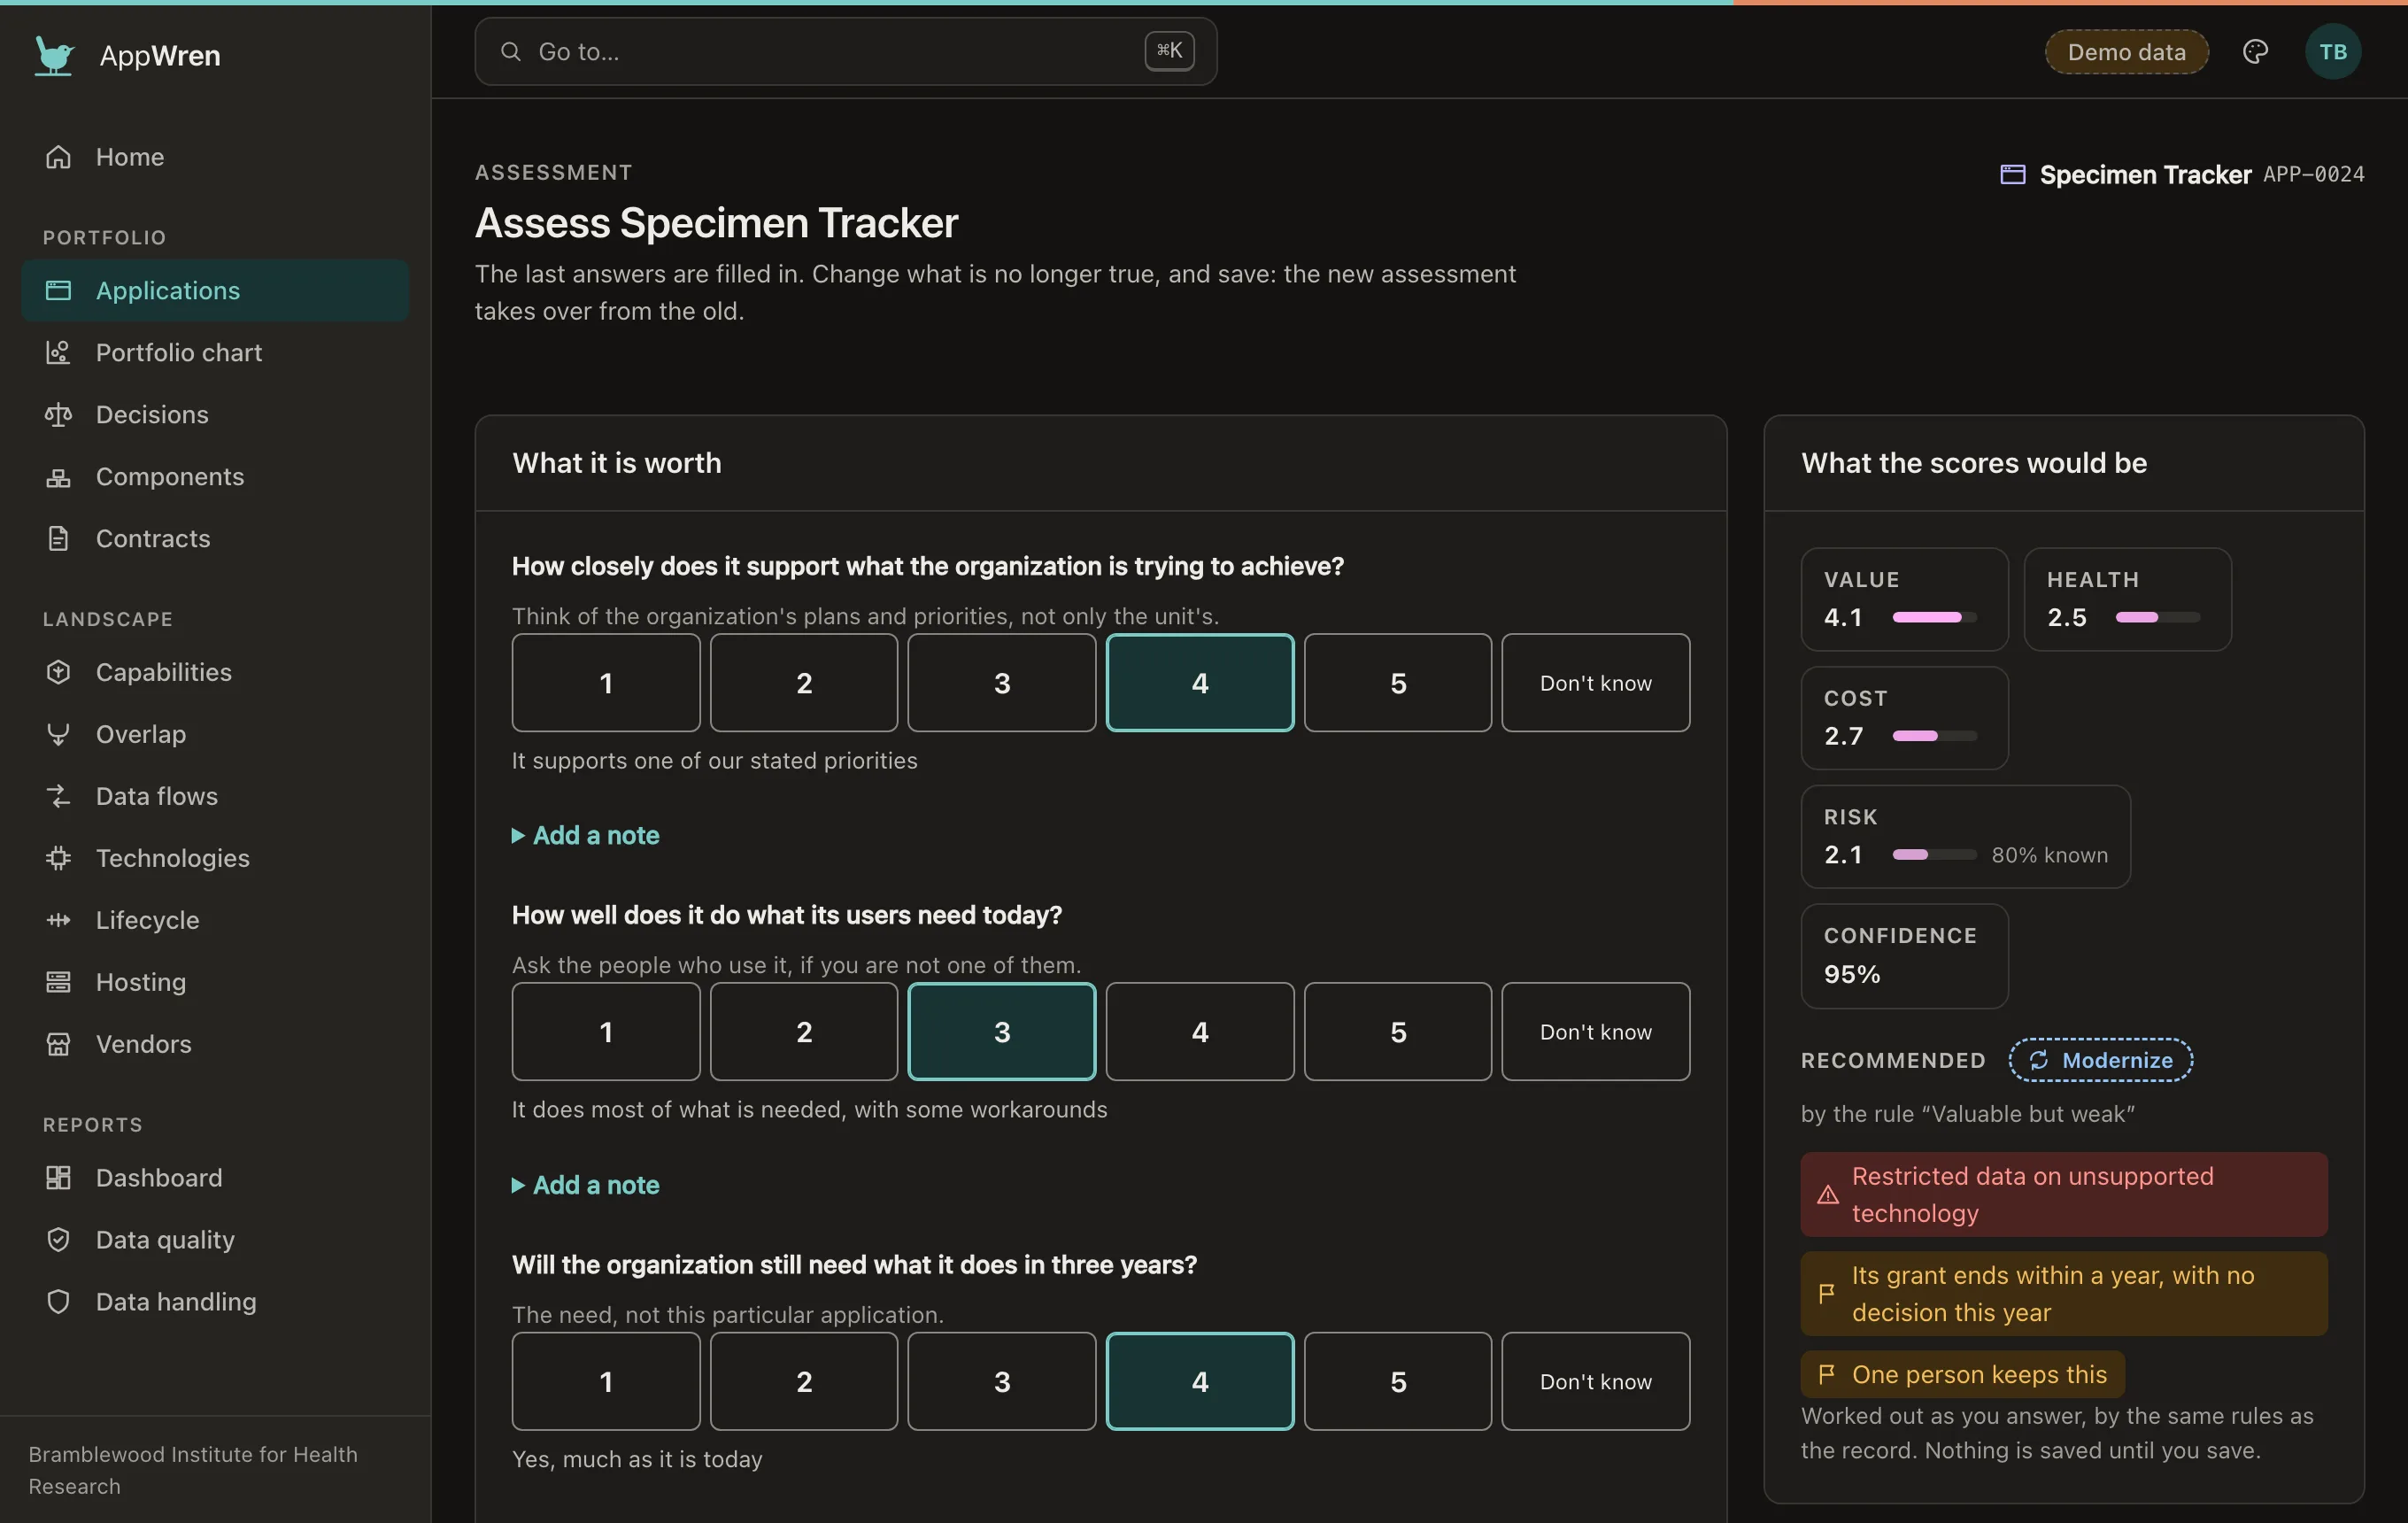 AppWren
Go to...
⌘K
Demo data
TB
Home
PORTFOLIO
Applications
Portfolio chart
Decisions
Components
Contracts
LANDSCAPE
Capabilities
Overlap
Data flows
Technologies
Lifecycle
Hosting
Vendors
REPORTS
Dashboard
Data quality
Data handling
Bramblewood Institute for Health
Research
ASSESSMENT
Assess Specimen Tracker
The last answers are filled in. Change what is no longer true, and save: the new assessment
takes over from the old.
Specimen Tracker APP-0024
What it is worth
How closely does it support what the organization is trying to achieve?
Think of the organization's plans and priorities, not only the unit's.
1 2 3 4 5 Don't know
It supports one of our stated priorities
Add a note
How well does it do what its users need today?
Ask the people who use it, if you are not one of them.
1 2 3 4 5 Don't know
It does most of what is needed, with some workarounds
Add a note
Will the organization still need what it does in three years?
The need, not this particular application.
1 2 3 4 5 Don't know
Yes, much as it is today
What the scores would be
VALUE
4.1
HEALTH
2.5
COST
2.7
RISK
2.1 80% known
CONFIDENCE
95%
RECOMMENDED Modernize
by the rule “Valuable but weak”
Restricted data on unsupported
technology
Its grant ends within a year, with no
decision this year
One person keeps this
Worked out as you answer, by the same rules as
the record. Nothing is saved until you save.